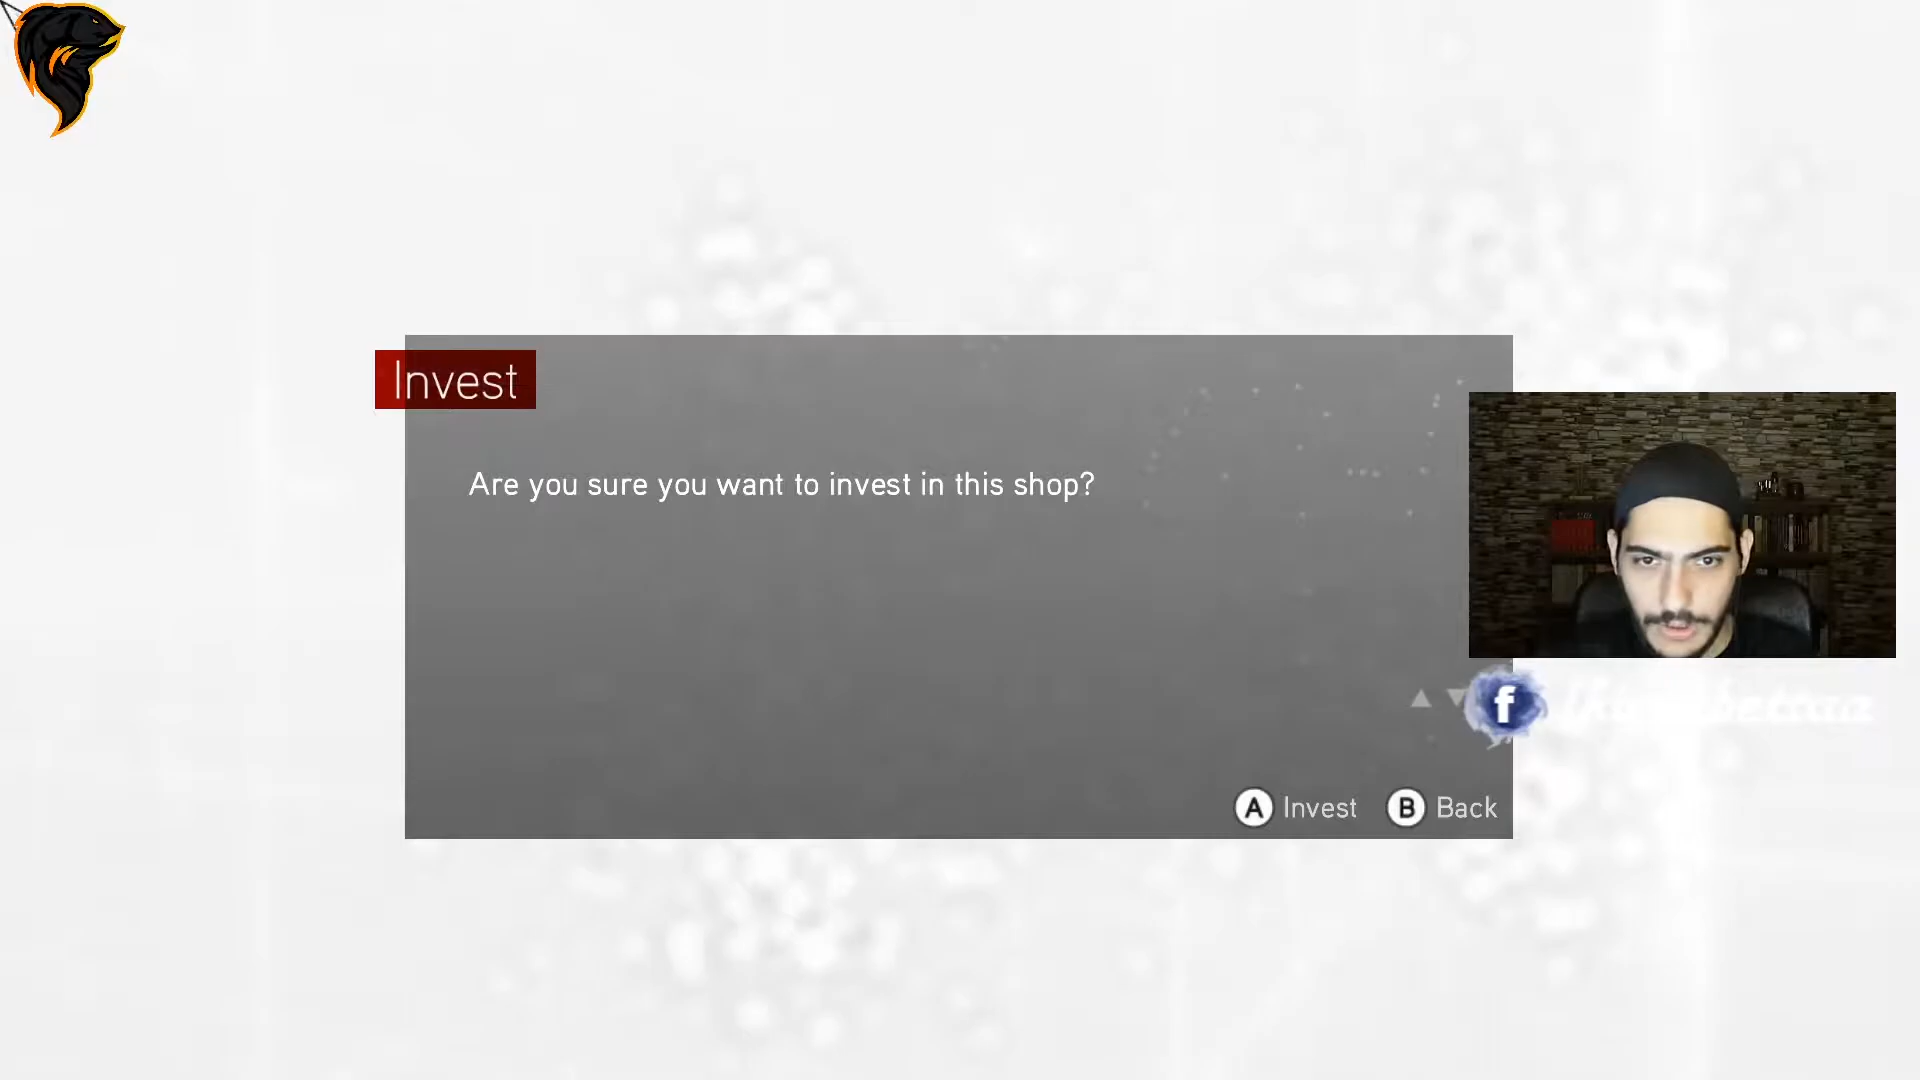 Invest
Are you sure you want to invest in this shop?
A Invest B Back
f